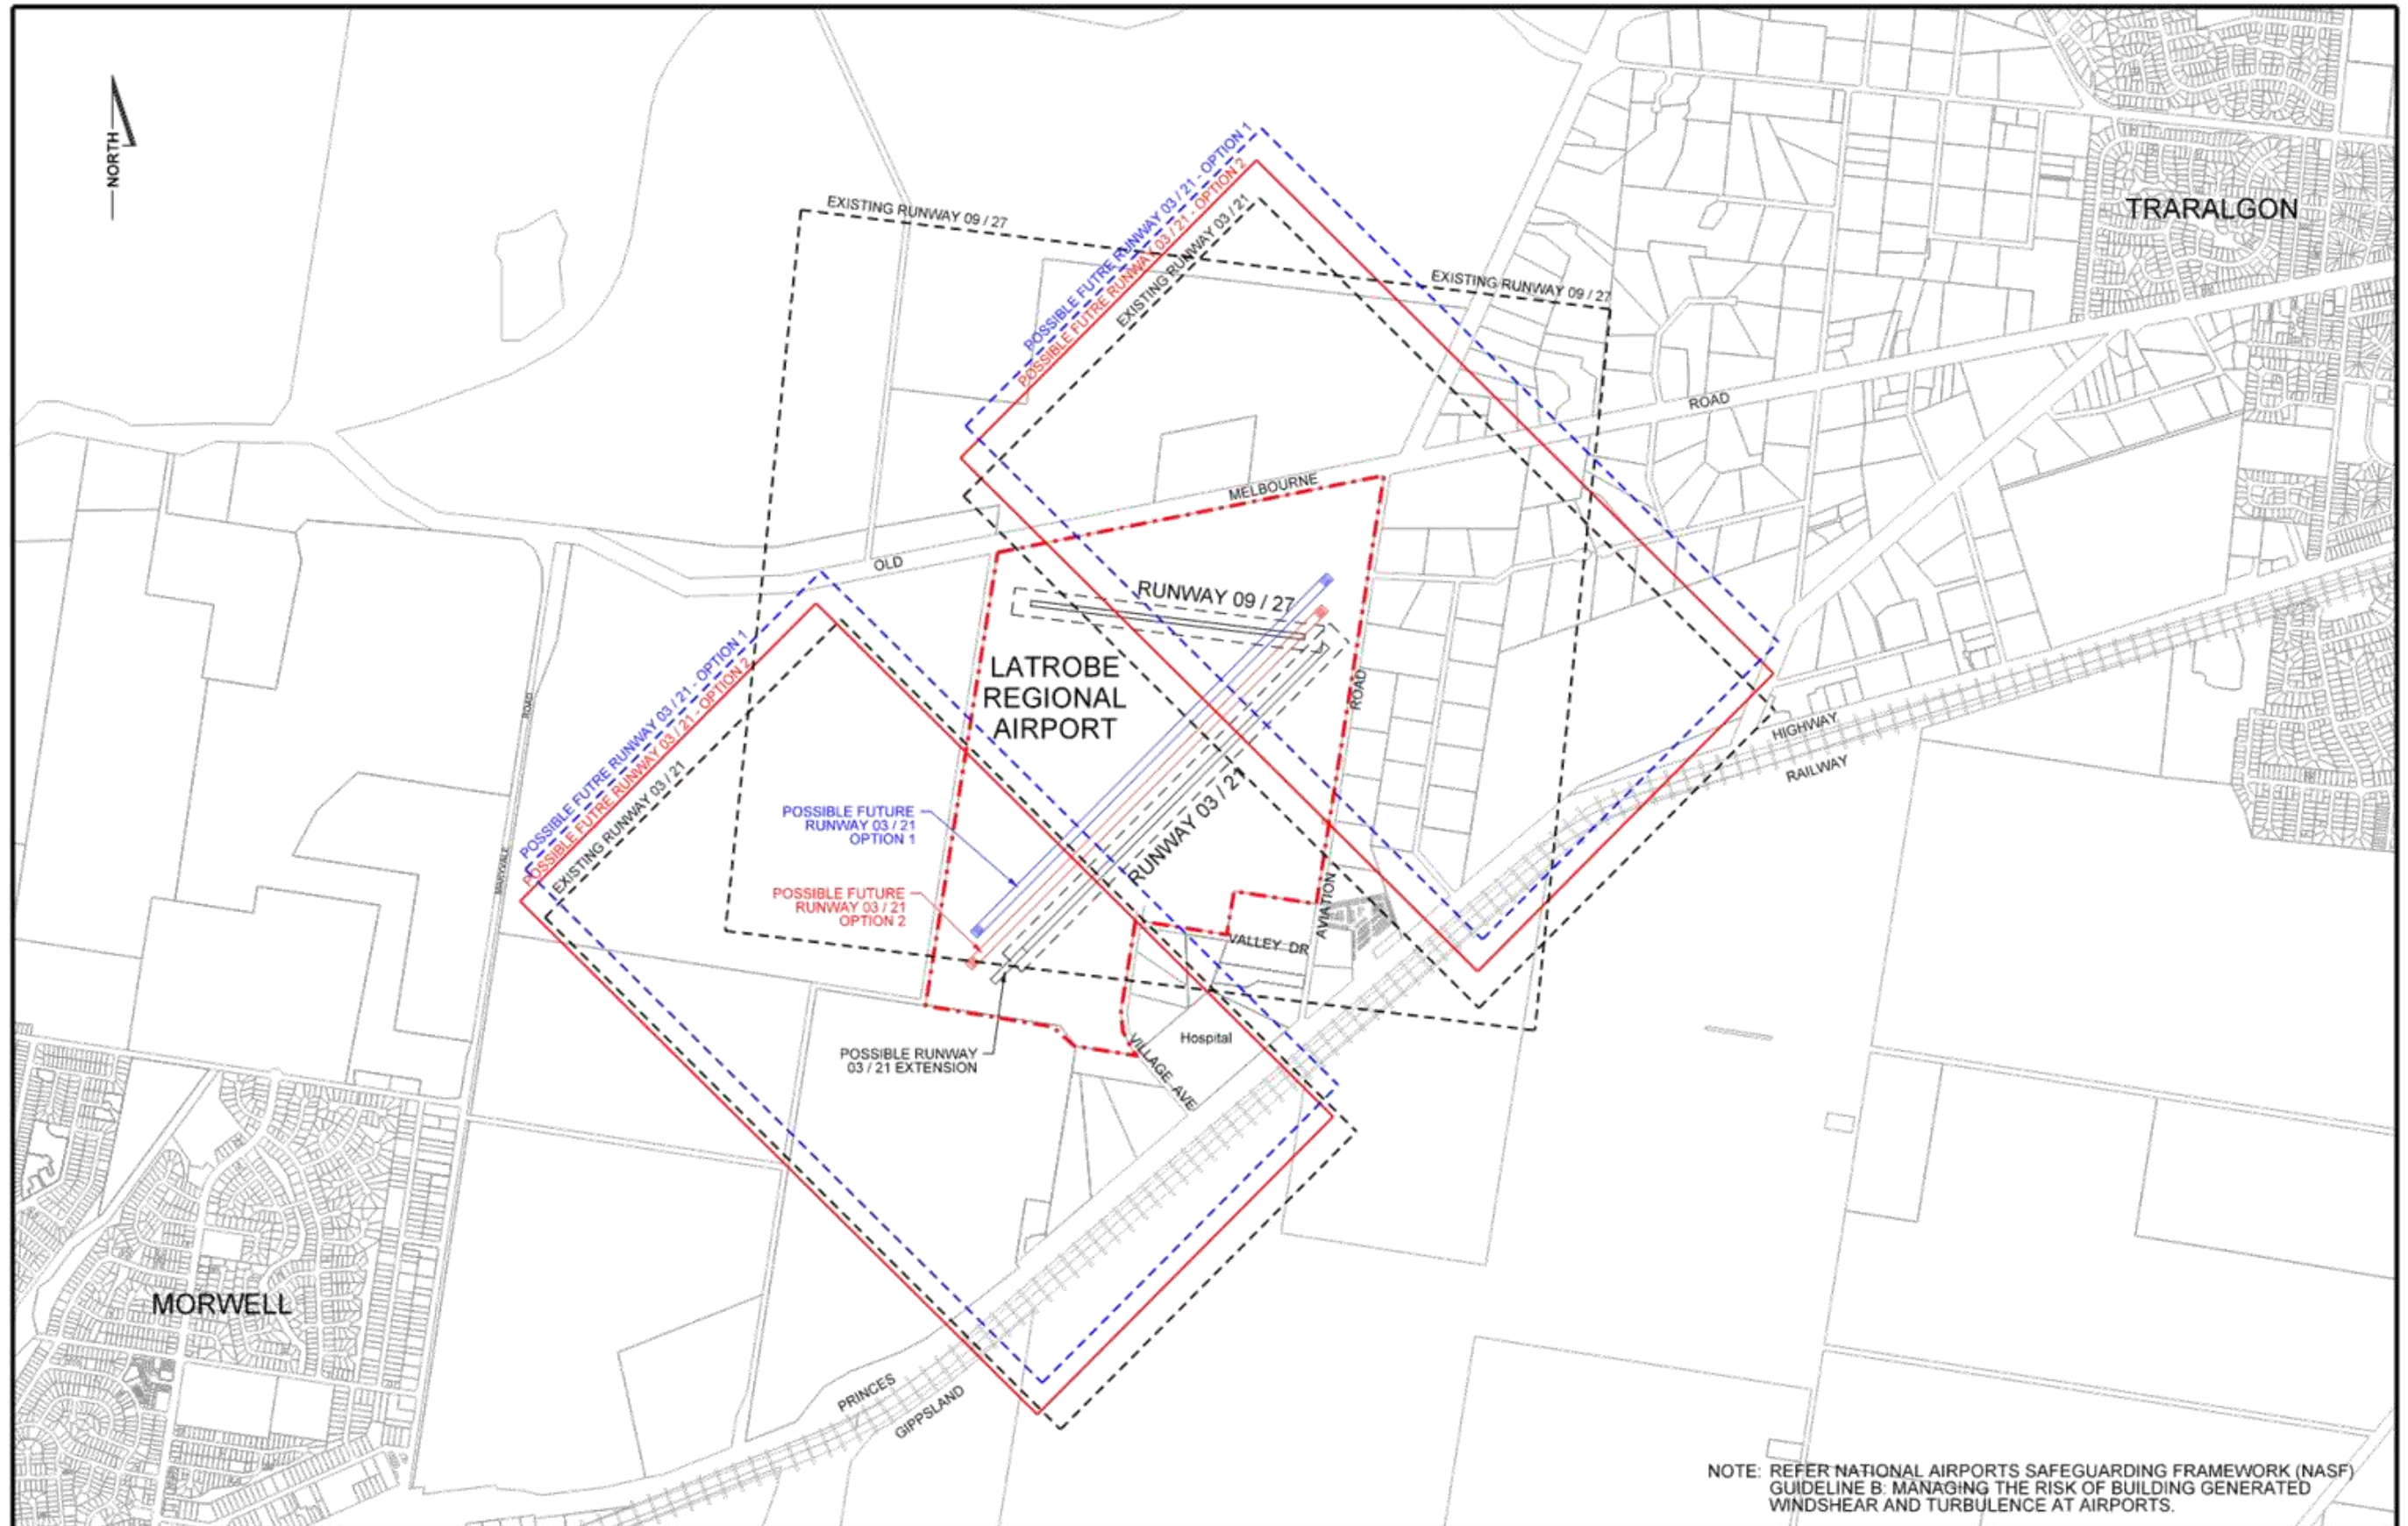 NORTH
TRARALGON
POSSIBLE FUTRE RUNWAY 03 / 21 - OPTION 1
POSSIBLE FUTRE RUNWAY 03 / 21 - OPTION 2
EXISTING RUNWAY 03 / 21
EXISTING RUNWAY 09 / 27
EXISTING RUNWAY 09 / 27
ROAD
MELBOURNE
OLD
RUNWAY 09 / 27
LATROBE
REGIONAL
AIRPORT
ROAD
ROAD
POSSIBLE FUTRE RUNWAY 03 / 21 - OPTION 1
POSSIBLE FUTRE RUNWAY 03 / 21 - OPTION 2
EXISTING RUNWAY 03 / 21
HIGHWAY
RAILWAY
RUNWAY 03 / 21
POSSIBLE FUTURE
RUNWAY 03 / 21
OPTION 1
MARYVALE
POSSIBLE FUTURE
RUNWAY 03 / 21
OPTION 2
AVIATION
VALLEY DR
Hospital
POSSIBLE RUNWAY
03 / 21 EXTENSION
VILLAGE AVE
MORWELL
PRINCES
GIPPSLAND
NOTE: REFER NATIONAL AIRPORTS SAFEGUARDING FRAMEWORK (NASF)
GUIDELINE B: MANAGING THE RISK OF BUILDING GENERATED
WINDSHEAR AND TURBULENCE AT AIRPORTS.